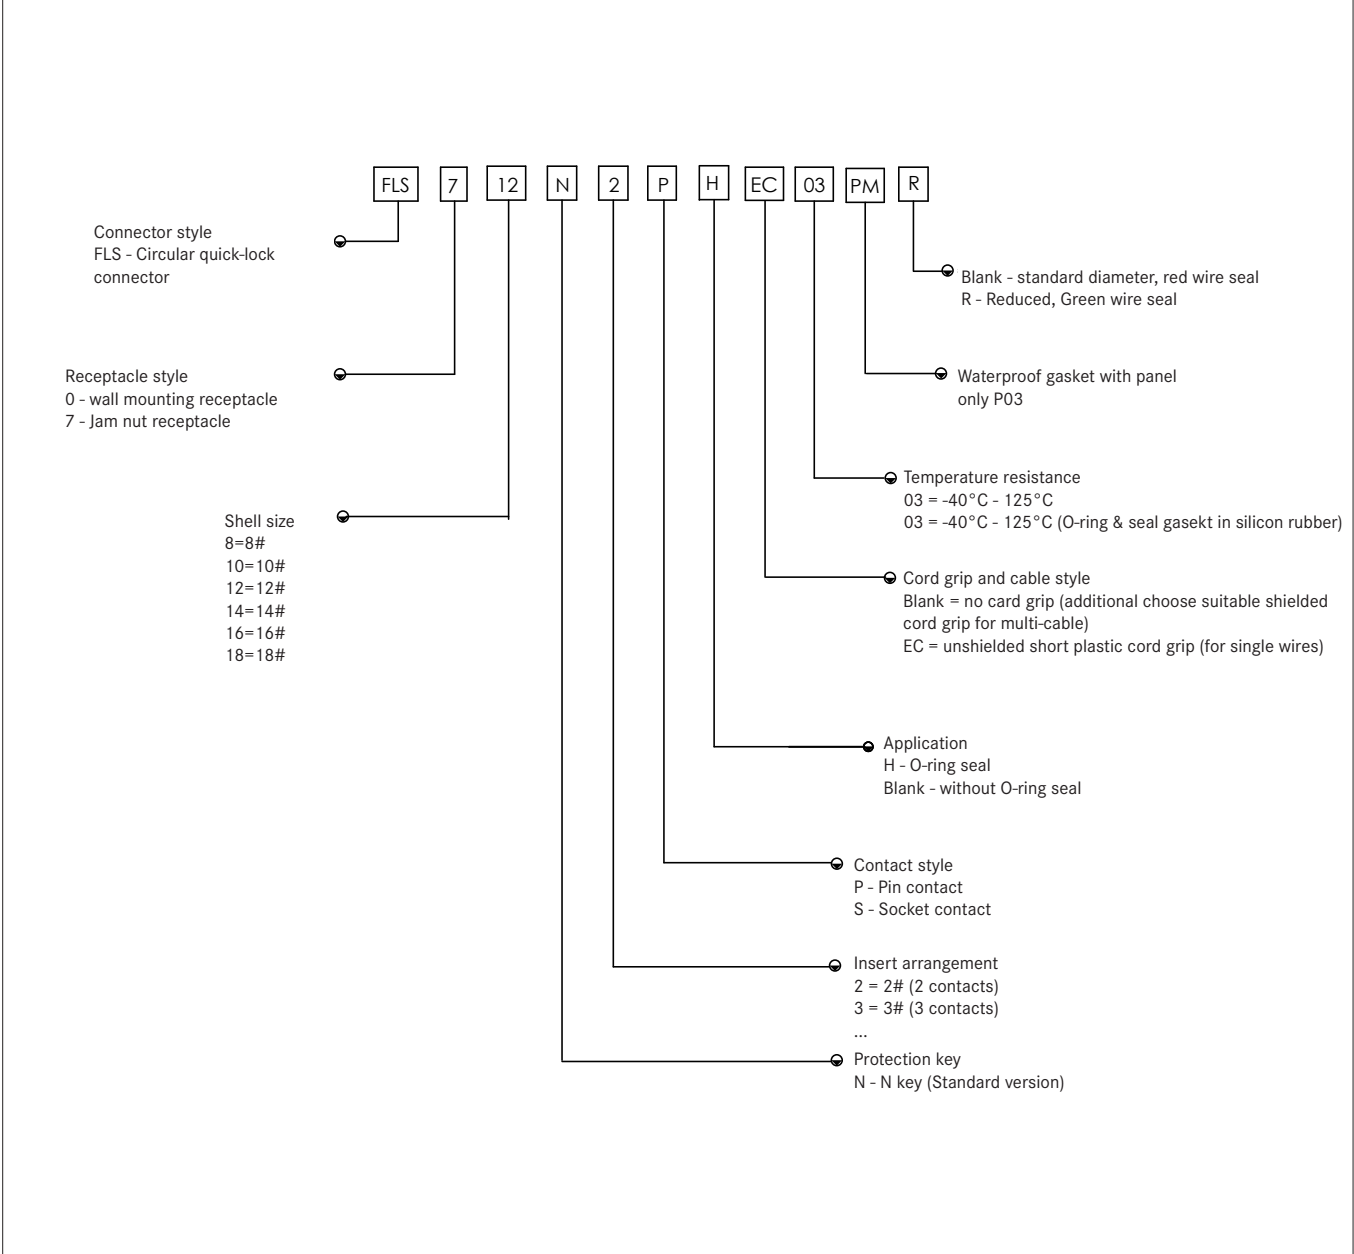 FLS 7 12 N 2 P H EC 03 PM R
Connector style
FLS - Circular quick-lock
connector
Blank - standard diameter, red wire seal
R - Reduced, Green wire seal
Receptacle style
0 - wall mounting receptacle
7 - Jam nut receptacle
Waterproof gasket with panel
only P03
Temperature resistance
03 = -40°C - 125°C
03 = -40°C - 125°C (O-ring & seal gasekt in silicon rubber)
Shell size
8=8#
10=10#
12=12#
14=14#
16=16#
18=18#
Cord grip and cable style
Blank = no card grip (additional choose suitable shielded
cord grip for multi-cable)
EC = unshielded short plastic cord grip (for single wires)
Application
H - O-ring seal
Blank - without O-ring seal
Contact style
P - Pin contact
S - Socket contact
Insert arrangement
2 = 2# (2 contacts)
3 = 3# (3 contacts)
...
Protection key
N - N key (Standard version)